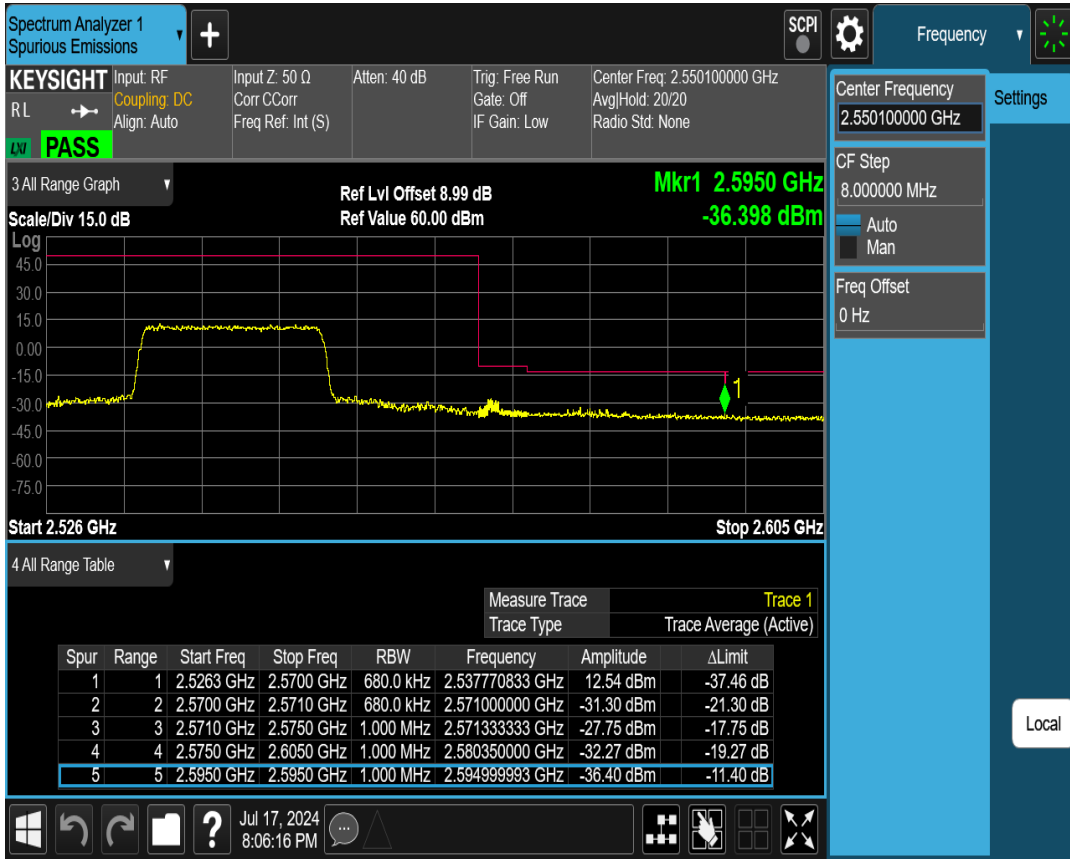 Spectrum Analyzer 1
Spurious Emissions
+
SCPI
Frequency
KEYSIGHT
RL
LXI
PASS
Input: RF
Coupling: DC
Align: Auto
Input Z: 50 Ω
Corr CCorr
Freq Ref: Int (S)
Atten: 40 dB
Trig: Free Run
Gate: Off
IF Gain: Low
Center Freq: 2.550100000 GHz
Avg|Hold: 20/20
Radio Std: None
Center Frequency
2.550100000 GHz
Settings
CF Step
8.000000 MHz
Auto
Man
Freq Offset
0 Hz
Local
3 All Range Graph
Scale/Div 15.0 dB
Ref Lvl Offset 8.99 dB
Ref Value 60.00 dBm
Mkr1 2.5950 GHz
-36.398 dBm
Log
45.0
30.0
15.0
0.00
-15.0
-30.0
-45.0
-60.0
-75.0
1
Start 2.526 GHz
Stop 2.605 GHz
4 All Range Table
Measure Trace Trace 1
Trace Type Trace Average (Active)
Spur Range Start Freq Stop Freq RBW Frequency Amplitude ΔLimit
1 1 2.5263 GHz 2.5700 GHz 680.0 kHz 2.537770833 GHz 12.54 dBm -37.46 dB
2 2 2.5700 GHz 2.5710 GHz 680.0 kHz 2.571000000 GHz -31.30 dBm -21.30 dB
3 3 2.5710 GHz 2.5750 GHz 1.000 MHz 2.571333333 GHz -27.75 dBm -17.75 dB
4 4 2.5750 GHz 2.6050 GHz 1.000 MHz 2.580350000 GHz -32.27 dBm -19.27 dB
5 5 2.5950 GHz 2.5950 GHz 1.000 MHz 2.594999993 GHz -36.40 dBm -11.40 dB
?
Jul 17, 2024
8:06:16 PM